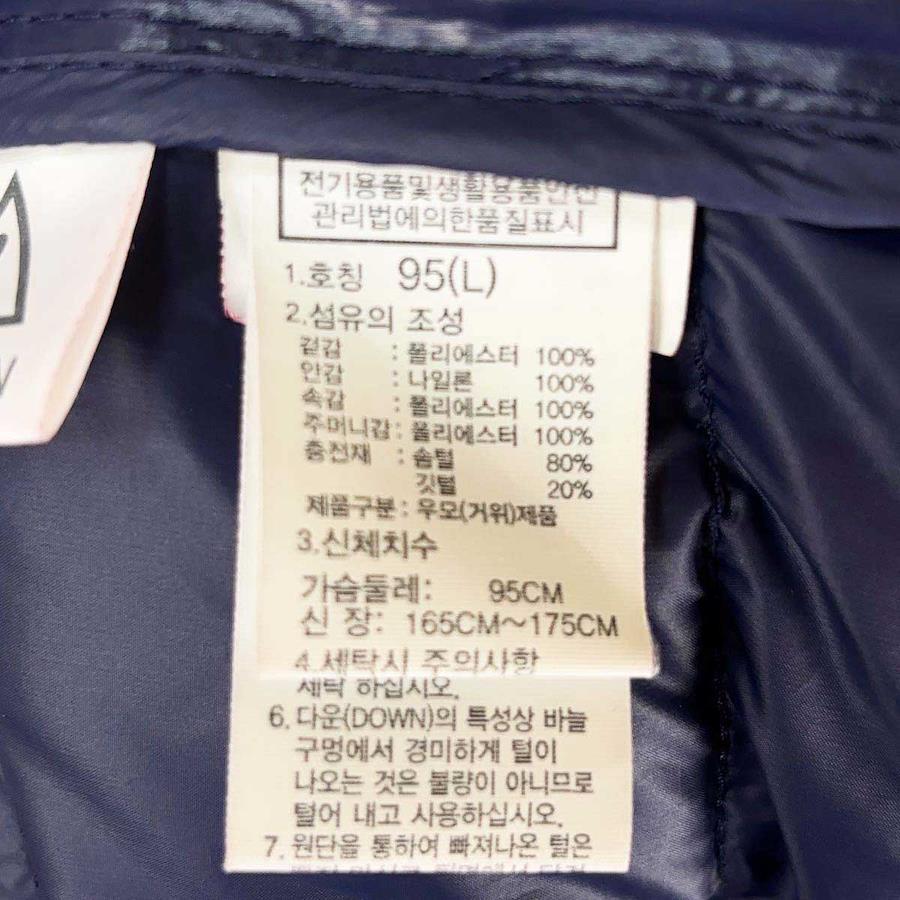 전기용품및생활용품안전
관리법에의한품질표시
1.호칭 95(L)
2.섬유의 조성
겉감 : 폴리에스터 100%
안감 : 나일론 100%
속감 : 폴리에스터 100%
주머니감 : 폴리에스터 100%
충전재 : 솜털 80%
깃털 20%
제품구분 : 우모(거위)제품
3.신체치수
가슴둘레: 95CM
신 장: 165CM~175CM
4.세탁시 주의사항
세탁 하십시오.
6. 다운(DOWN)의 특성상 바늘
구멍에서 경미하게 털이
나오는 것은 불량이 아니므로
털어 내고 사용하십시오.
7. 원단을 통하여 빠져나온 털은